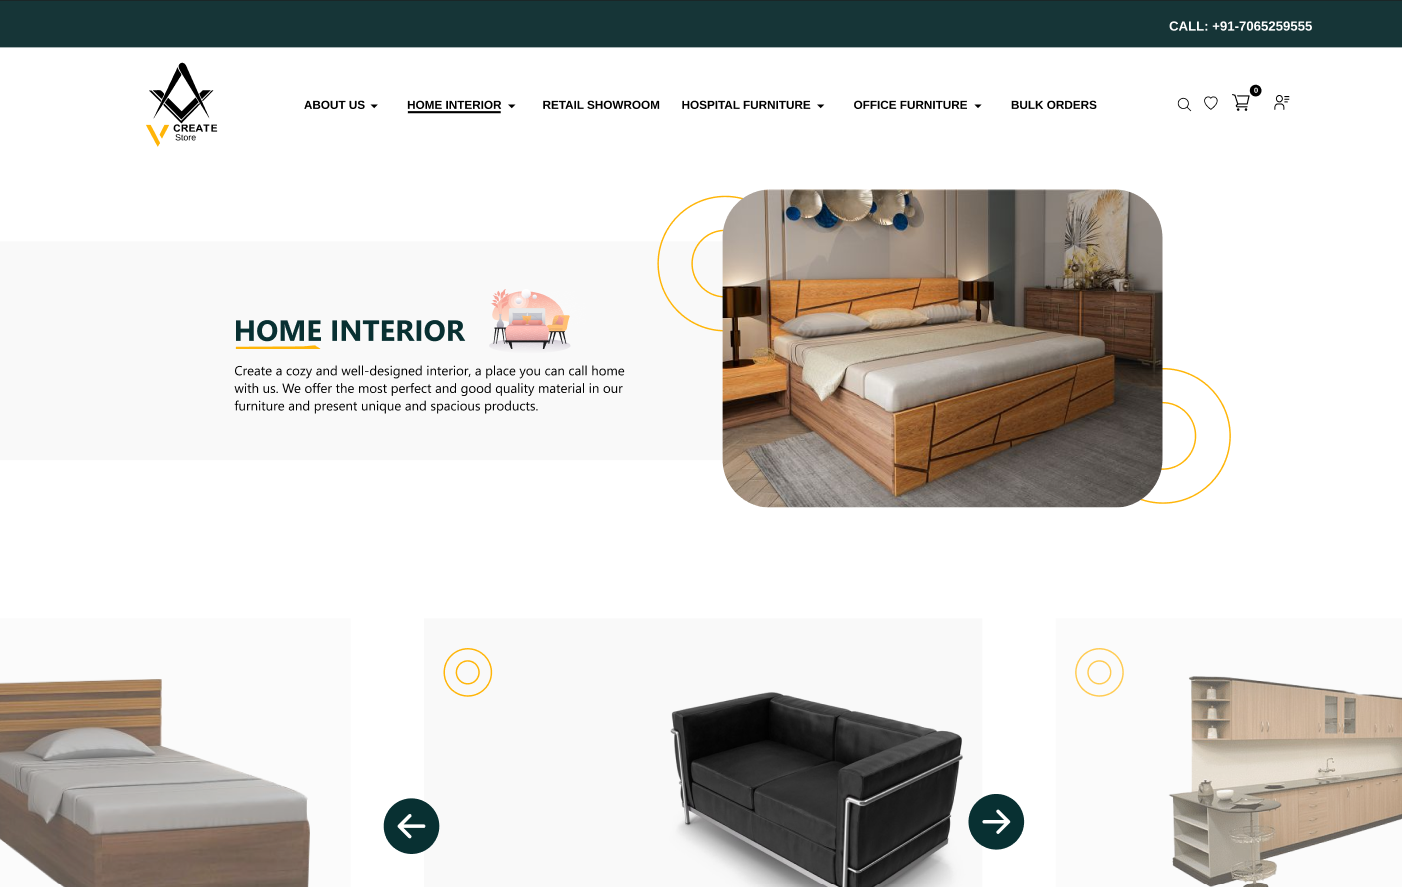 CALL: +91-7065259555
ABOUT US
HOME INTERIOR
RETAIL SHOWROOM
HOSPITAL FURNITURE
OFFICE FURNITURE
BULK ORDERS
0
CREATE
Store
HOME INTERIOR
Create a cozy and well-designed interior, a place you can call home
with us. We offer the most perfect and good quality material in our
furniture and present unique and spacious products.